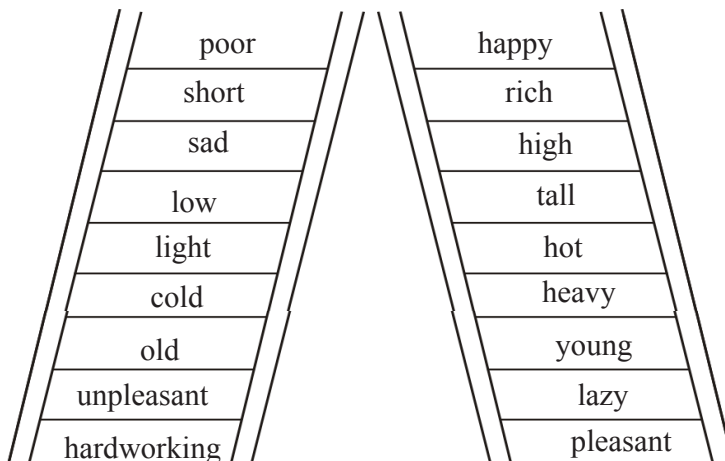 poor
short
sad
low
light
cold
old
unpleasant
hardworking
happy
rich
high
tall
hot
heavy
young
lazy
pleasant